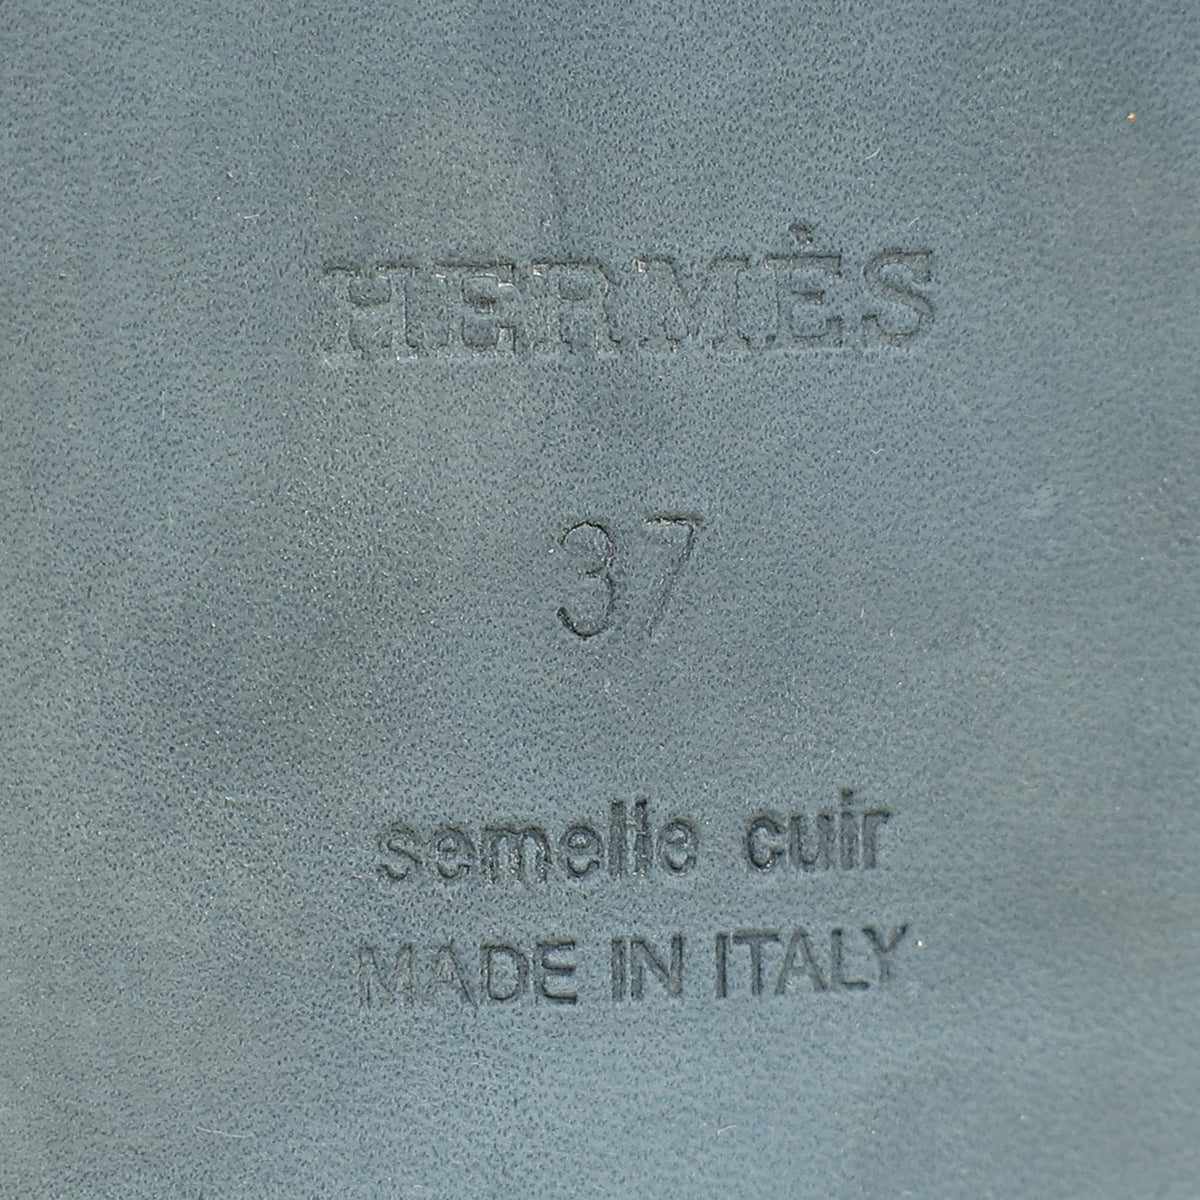 HERMÈS
37
semelle cuir
MADE IN ITALY